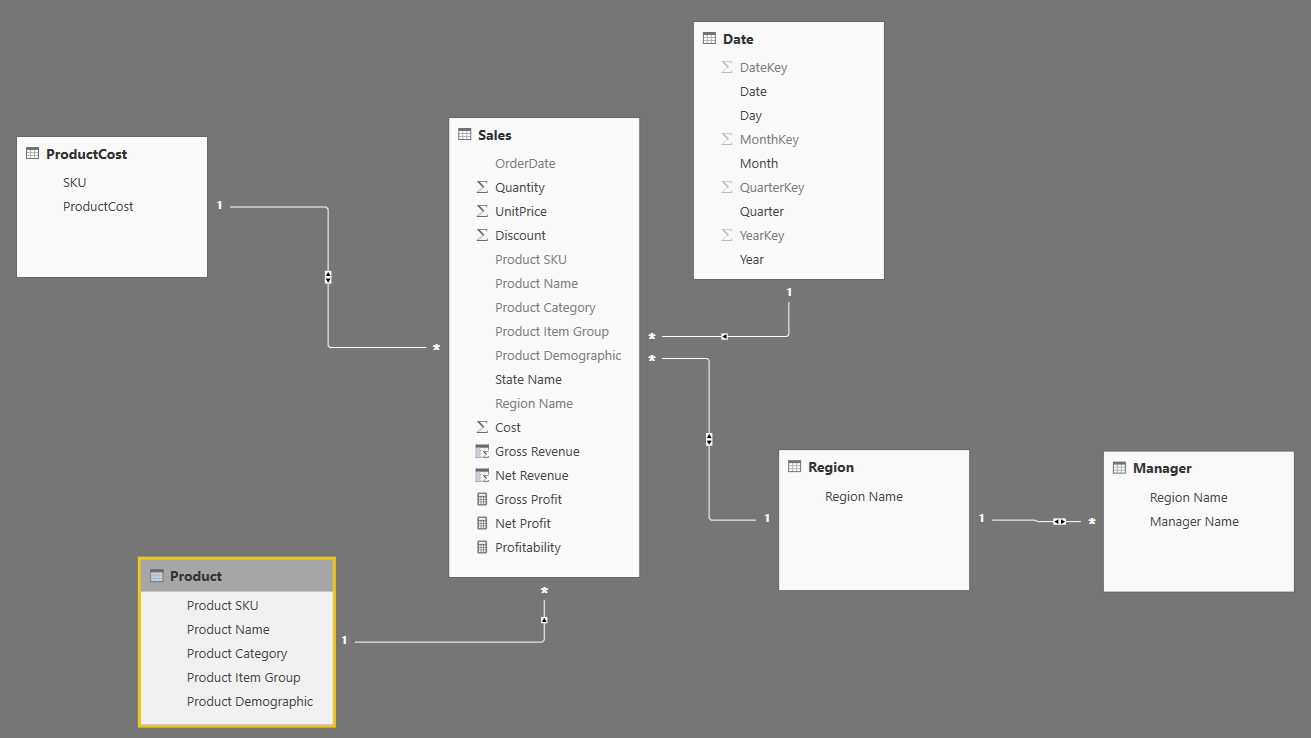 ProductCost
SKU
ProductCost
1
*
Sales
OrderDate
Quantity
UnitPrice
Discount
Product SKU
Product Name
Product Category
Product Item Group
Product Demographic
State Name
Region Name
Cost
Gross Revenue
Net Revenue
Gross Profit
Net Profit
Profitability
*
*
*
Date
DateKey
Date
Day
MonthKey
Month
QuarterKey
Quarter
YearKey
Year
1
Region
Region Name
1
1
*
Manager
Region Name
Manager Name
Product
Product SKU
Product Name
Product Category
Product Item Group
Product Demographic
1